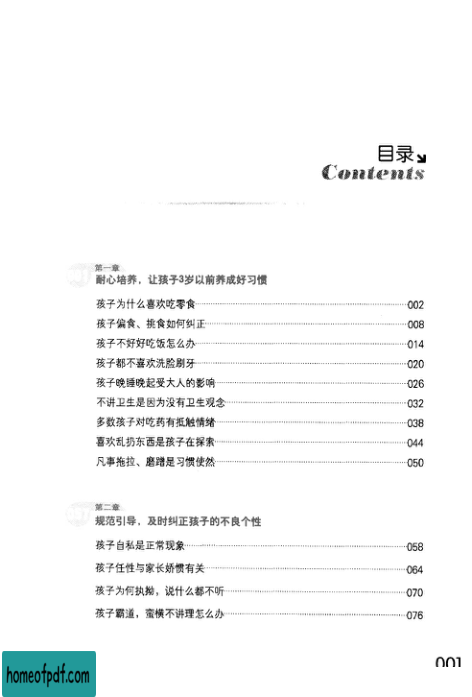 目录
Contents
第一章
耐心培养，让孩子3岁以前养成好习惯
孩子为什么喜欢吃零食 002
孩子偏食、挑食如何纠正 008
孩子不好好吃饭怎么办 014
孩子都不喜欢洗脸刷牙 020
孩子晚睡晚起受大人的影响 026
不讲卫生是因为没有卫生观念 032
多数孩子对吃药有抵触情绪 038
喜欢乱扔东西是孩子在探索 044
凡事拖拉、磨蹭是习惯使然 050
第二章
规范引导，及时纠正孩子的不良个性
孩子自私是正常现象 058
孩子任性与家长娇惯有关 064
孩子为何执拗，说什么都不听 070
孩子霸道，蛮横不讲理怎么办 076
001
homeofpdf.com